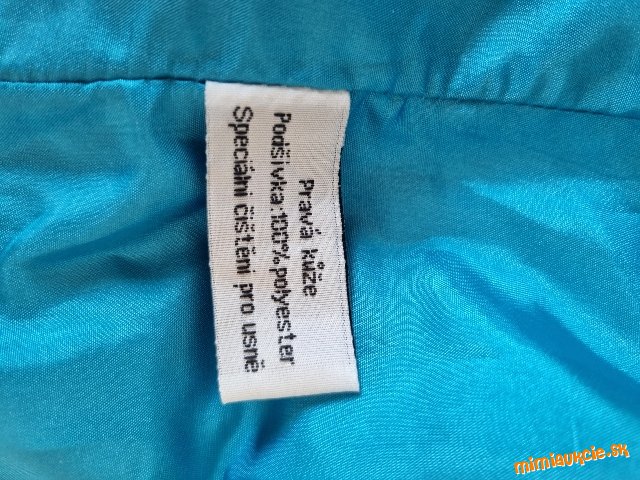 Pravá kůže
Podšívka:100% polyester
Speciální čištění pro usně
mimiaukcie.sk